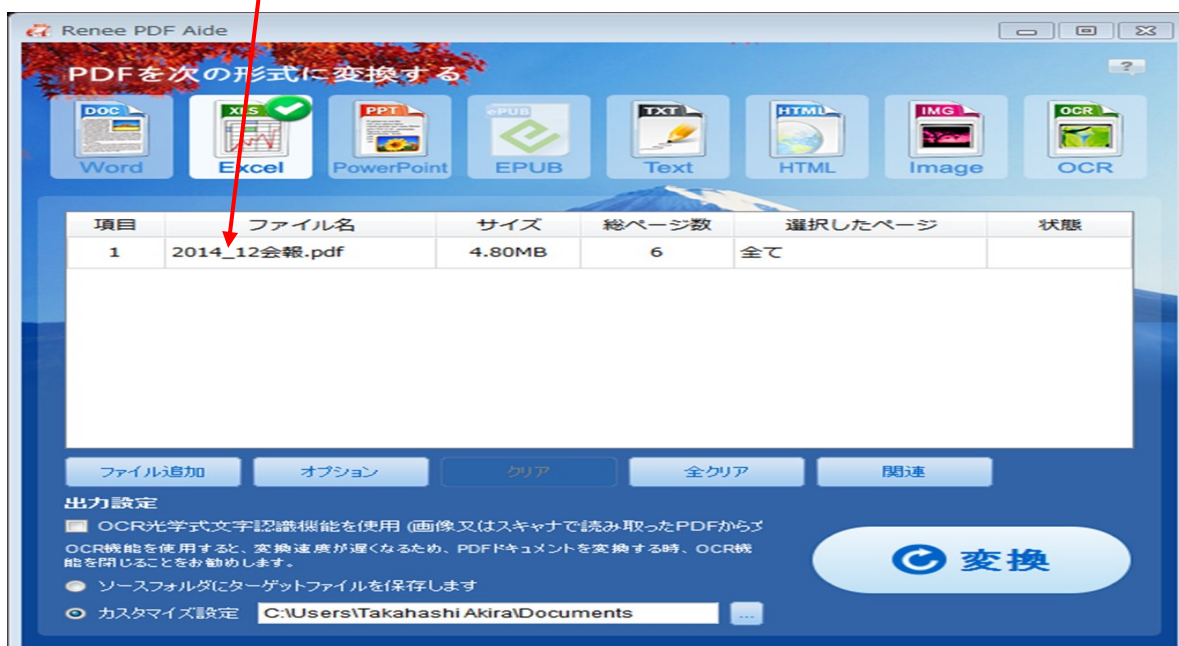 Renee PDF Aide
PDFを次の形式に変換する
?
DOC XLS PPT ePUB TXT HTML IMG OCR
Word Excel PowerPoint EPUB Text HTML Image OCR
項目 ファイル名 サイズ 総ページ数 選択したページ 状態
1 2014_12会報.pdf 4.80MB 6 全て
ファイル追加 オプション クリア 全クリア 関連
出力設定
OCR光学式文字認識機能を使用 (画像又はスキャナで読み取ったPDFから
OCR機能を使用すると、変換速度が遅くなるため、PDFドキュメントを変換する時、OCR機
能を閉じることをお勧めします。
変換
ソースフォルダにターゲットファイルを保存します
カスタマイズ設定 C:\Users\Takahashi Akira\Documents ...